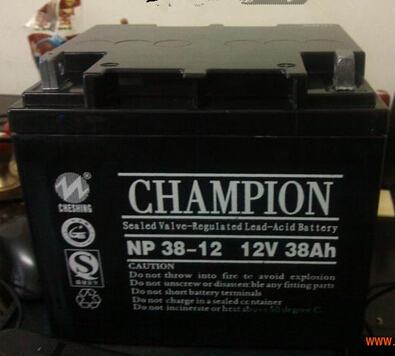 CHESHING
CHAMPION
Sealed Valve-Regulated Lead-Acid Battery
NP 38-12 12V 38Ah
CAUTION
Do not throw into fire to avoid explosion
Do not unscrew or disassemble any fitting parts
Do not short battery terminals
Do not charge in a sealed container
Do not incinerate or heat above 50 degree C
www.